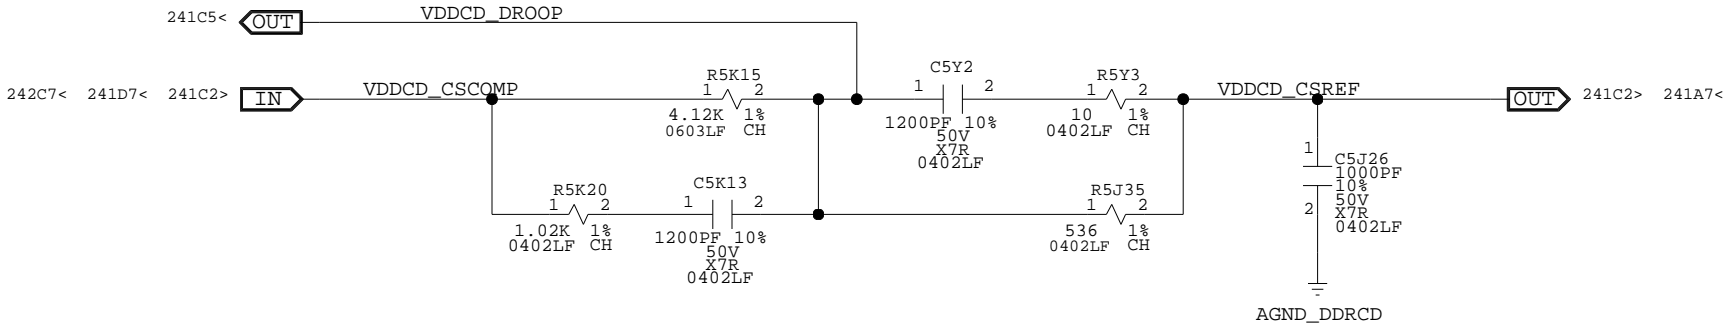 241C5< OUT VDDCD_DROOP
242C7< 241D7< 241C2> IN VDDCD_CSCOMP
R5K15
1 2
4.12K 1%
0603LF CH
C5Y2
1 2
1200PF 10%
50V
X7R
0402LF
R5Y3
1 2
10 1%
0402LF CH
VDDCD_CSREF
OUT 241C2> 241A7<
R5K20
1 2
1.02K 1%
0402LF CH
C5K13
1 2
1200PF 10%
50V
X7R
0402LF
R5J35
1 2
536 1%
0402LF CH
1
C5J26
1000PF
10%
50V
2 X7R
0402LF
AGND_DDRCD